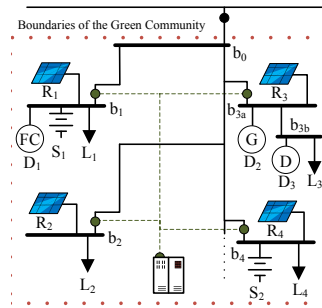 Boundaries of the Green Community
b0
R1
R3
b1
b3a
b3b
FC
G
D
D1
S1
L1
D2
D3
L3
R2
R4
b2
b4
L2
S2
L4